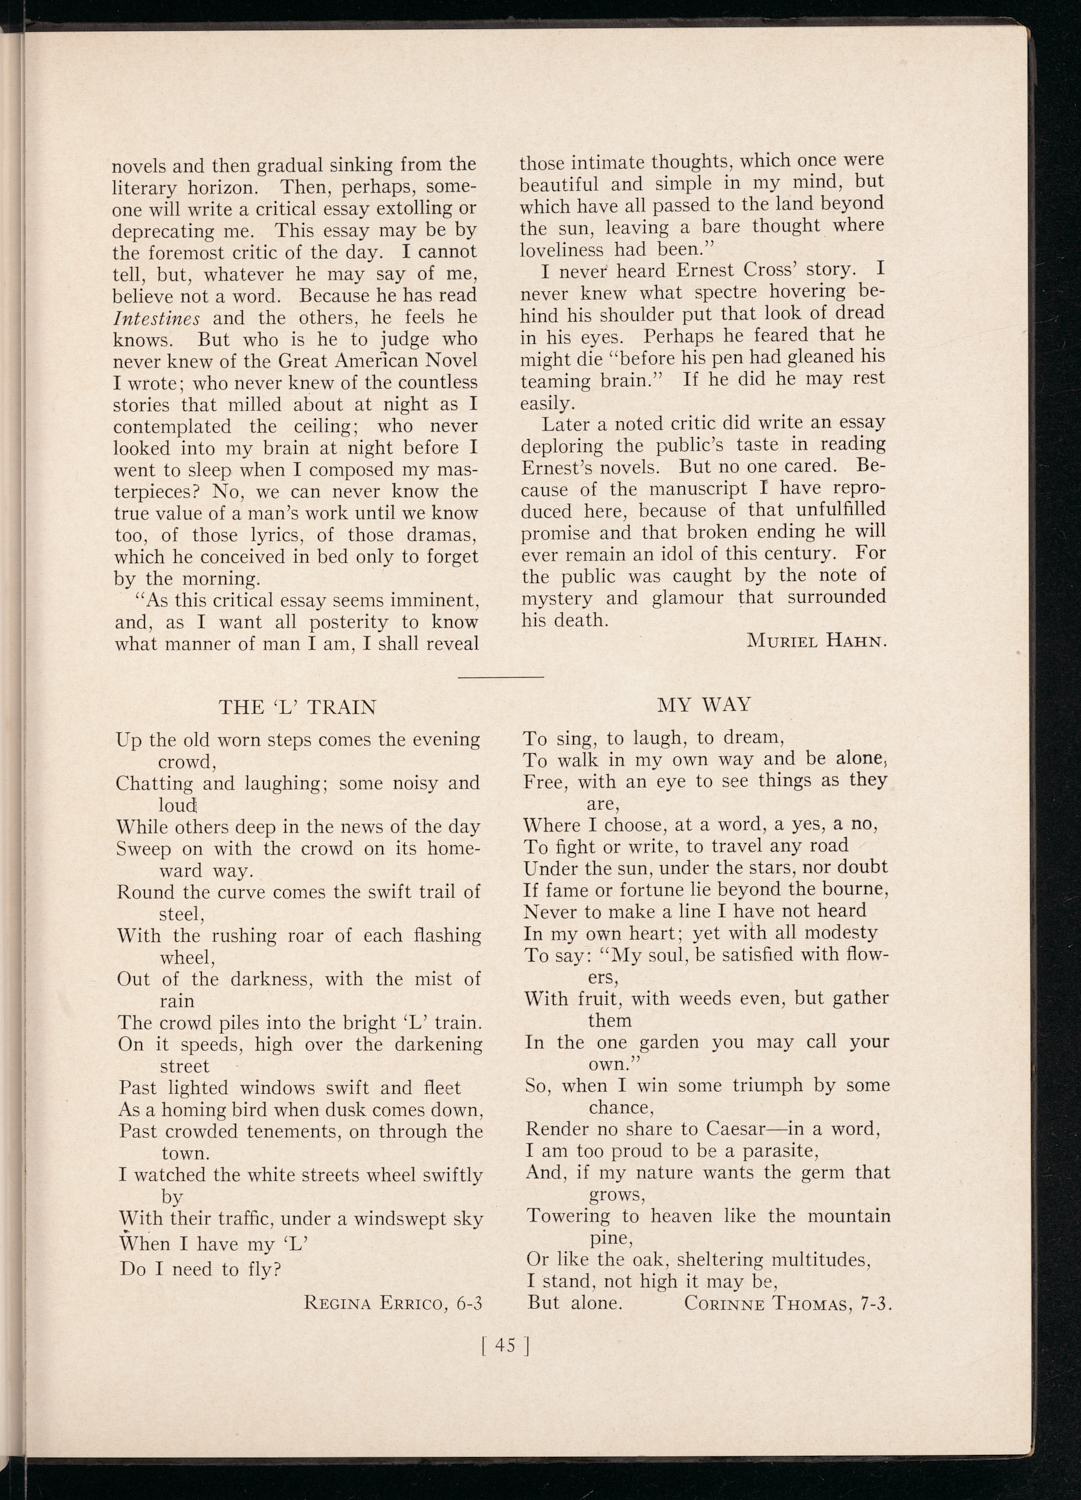 novels and then gradual sinking from the
literary horizon. Then, perhaps, some-
one will write a critical essay extolling or
deprecating me. This essay may be by
the foremost critic of the day. I cannot
tell, but, whatever he may say of me,
believe not a word. Because he has read
Intestines and the others, he feels he
knows. But who is he to judge who
never knew of the Great American Novel
I wrote; who never knew of the countless
stories that milled about at night as I
contemplated the ceiling; who never
looked into my brain at night before I
went to sleep when I composed my mas-
terpieces? No, we can never know the
true value of a man's work until we know
too, of those lyrics, of those dramas,
which he conceived in bed only to forget
by the morning.
"As this critical essay seems imminent,
and, as I want all posterity to know
what manner of man I am, I shall reveal
those intimate thoughts, which once were
beautiful and simple in my mind, but
which have all passed to the land beyond
the sun, leaving a bare thought where
loveliness had been."
I never heard Ernest Cross' story. I
never knew what spectre hovering be-
hind his shoulder put that look of dread
in his eyes. Perhaps he feared that he
might die "before his pen had gleaned his
teaming brain." If he did he may rest
easily.
Later a noted critic did write an essay
deploring the public's taste in reading
Ernest's novels. But no one cared. Be-
cause of the manuscript I have repro-
duced here, because of that unfulfilled
promise and that broken ending he will
ever remain an idol of this century. For
the public was caught by the note of
mystery and glamour that surrounded
his death.
MURIEL HAHN.
THE 'L' TRAIN
Up the old worn steps comes the evening
crowd,
Chatting and laughing; some noisy and
loud
While others deep in the news of the day
Sweep on with the crowd on its home-
ward way.
Round the curve comes the swift trail of
steel,
With the rushing roar of each flashing
wheel,
Out of the darkness, with the mist of
rain
The crowd piles into the bright 'L' train.
On it speeds, high over the darkening
street
Past lighted windows swift and fleet
As a homing bird when dusk comes down,
Past crowded tenements, on through the
town.
I watched the white streets wheel swiftly
by
With their traffic, under a windswept sky
When I have my 'L'
Do I need to fly?
REGINA ERRICO, 6-3
MY WAY
To sing, to laugh, to dream,
To walk in my own way and be alone,
Free, with an eye to see things as they
are,
Where I choose, at a word, a yes, a no,
To fight or write, to travel any road
Under the sun, under the stars, nor doubt
If fame or fortune lie beyond the bourne,
Never to make a line I have not heard
In my own heart; yet with all modesty
To say: "My soul, be satisfied with flow-
ers,
With fruit, with weeds even, but gather
them
In the one garden you may call your
own."
So, when I win some triumph by some
chance,
Render no share to Caesar—in a word,
I am too proud to be a parasite,
And, if my nature wants the germ that
grows,
Towering to heaven like the mountain
pine,
Or like the oak, sheltering multitudes,
I stand, not high it may be,
But alone. CORINNE THOMAS, 7-3.
[ 45 ]